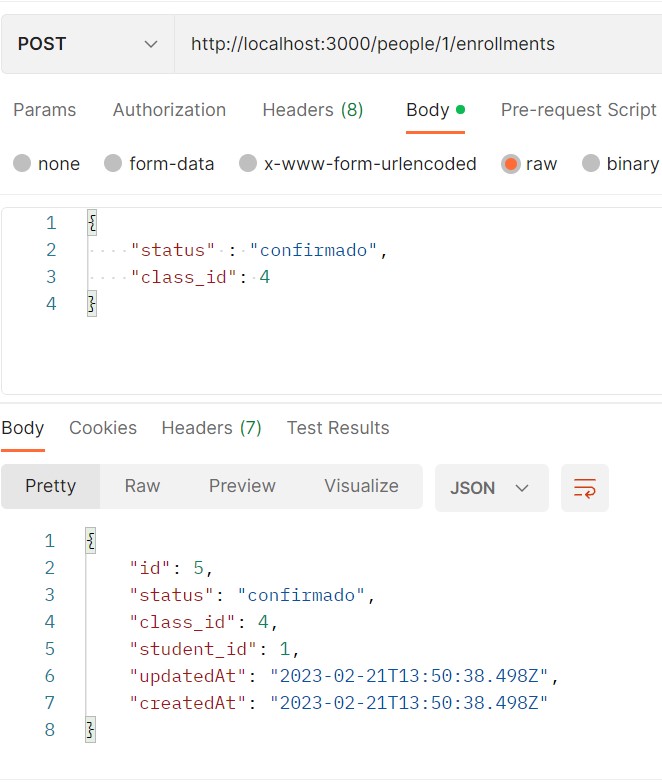 POST http://localhost:3000/people/1/enrollments
Params Authorization Headers (8) Body Pre-request Script
none form-data x-www-form-urlencoded raw binary
1 {
2 "status" : "confirmado",
3 "class_id": 4
4 }
Body Cookies Headers (7) Test Results
Pretty Raw Preview Visualize JSON
1 {
2 "id": 5,
3 "status": "confirmado",
4 "class_id": 4,
5 "student_id": 1,
6 "updatedAt": "2023-02-21T13:50:38.498Z",
7 "createdAt": "2023-02-21T13:50:38.498Z"
8 }